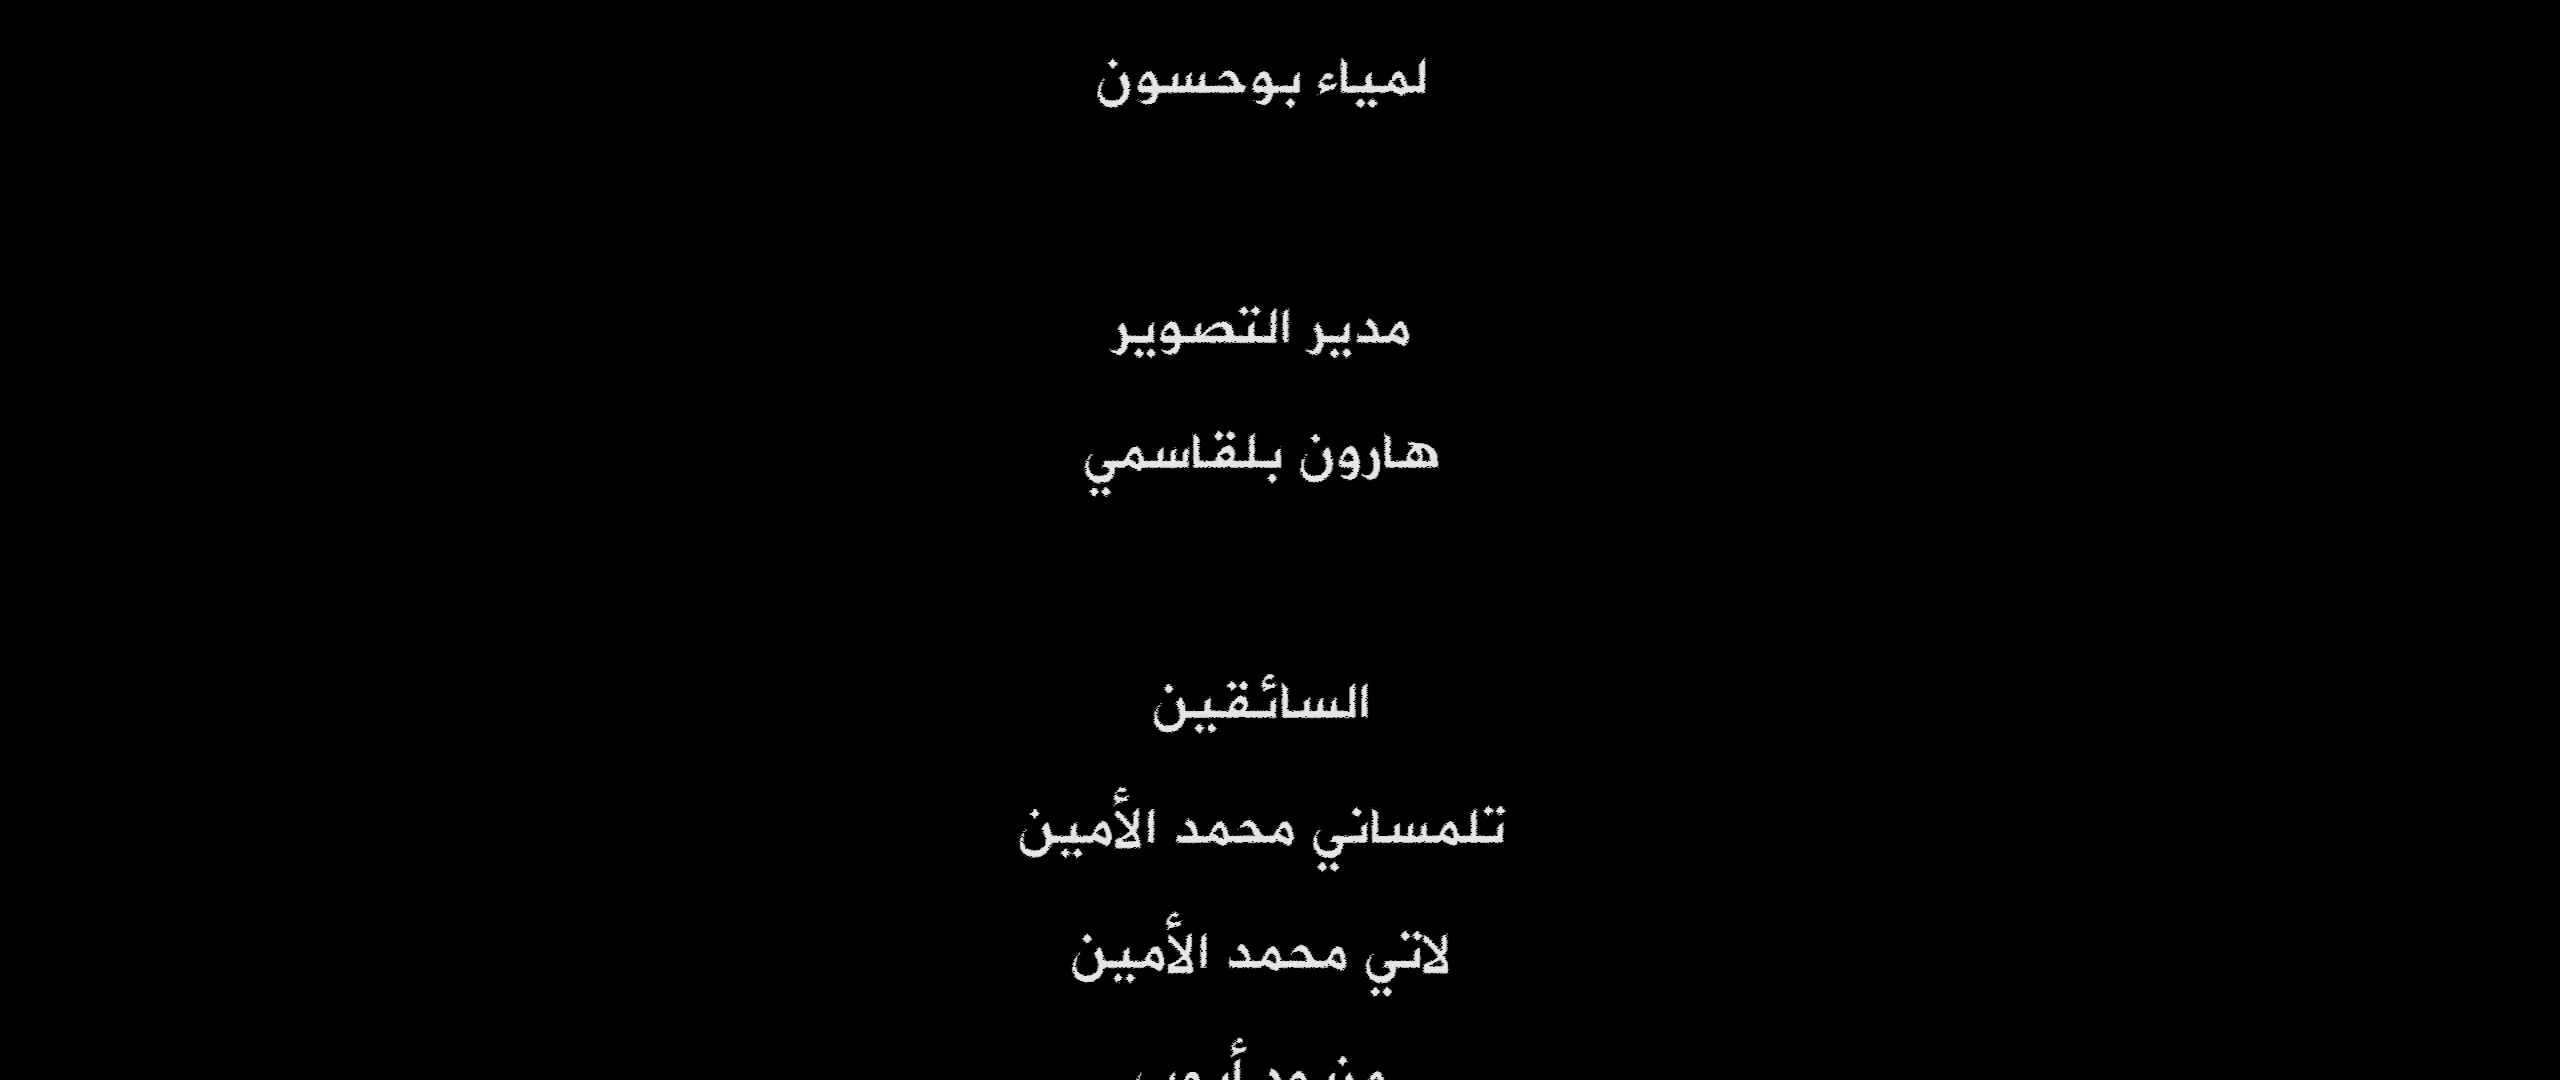 لمياء بوحسون
مدير التصوير
هارون بلقاسمي
السائقين
تلمساني محمد الأمين
لاتي محمد الأمين